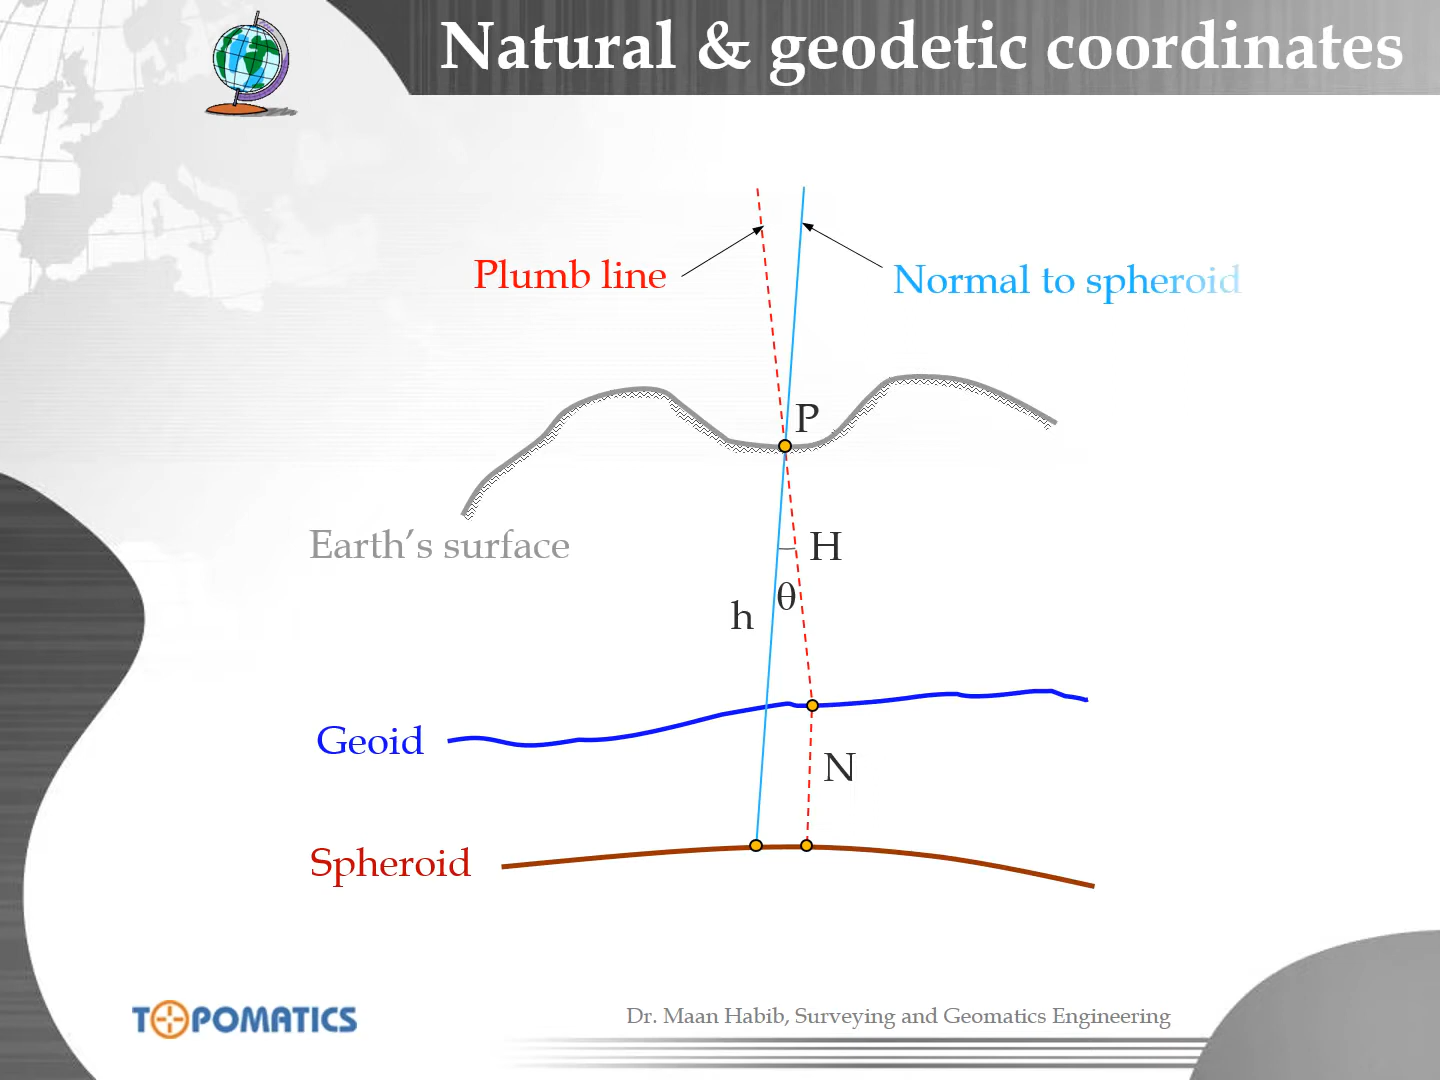 Natural & geodetic coordinates
Plumb line
Normal to spheroid
P
Earth’s surface
H
θ
h
Geoid
N
Spheroid
TOPOMATICS
Dr. Maan Habib, Surveying and Geomatics Engineering